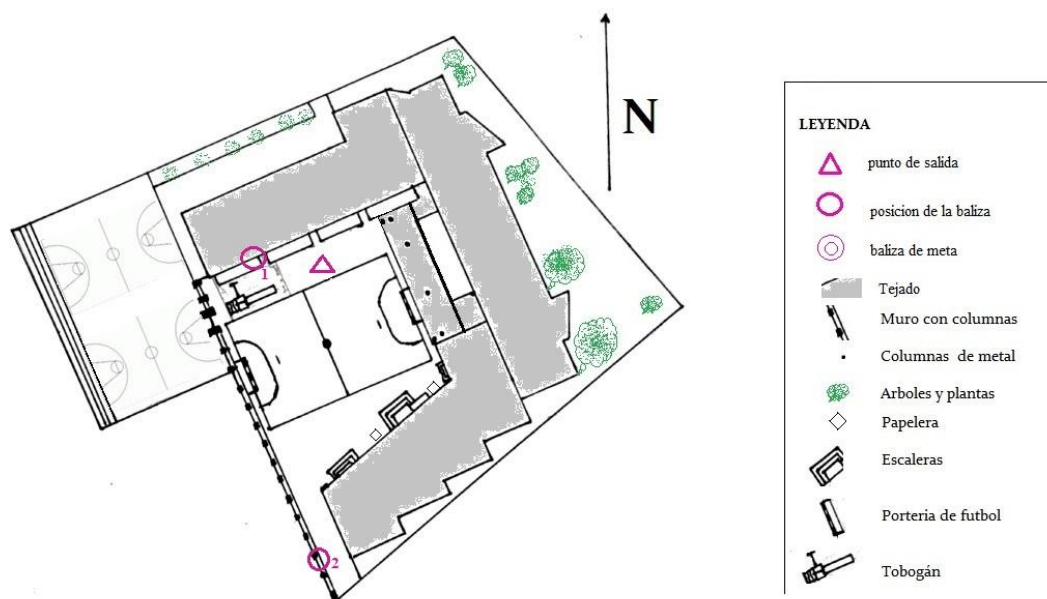 N
1
2
LEYENDA
punto de salida
posicion de la baliza
baliza de meta
Tejado
Muro con columnas
Columnas de metal
Arboles y plantas
Papelera
Escaleras
Porteria de futbol
Tobogán